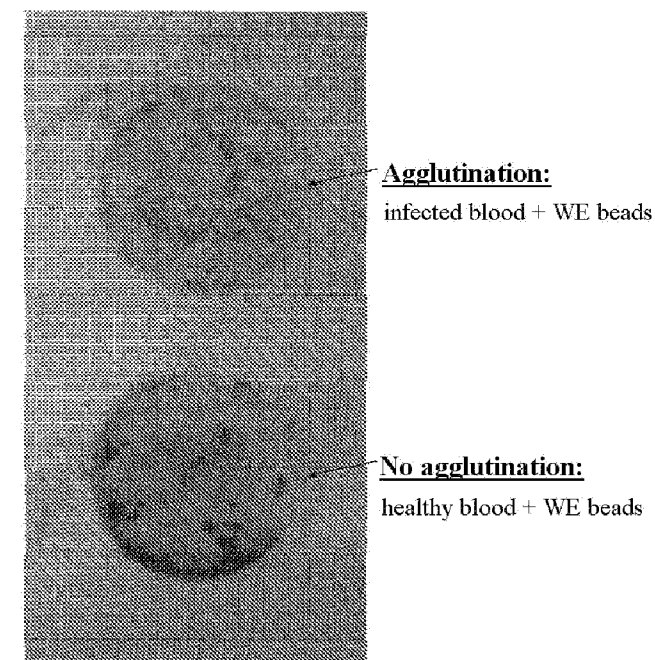 Agglutination:
infected blood + WE beads
No agglutination:
healthy blood + WE beads